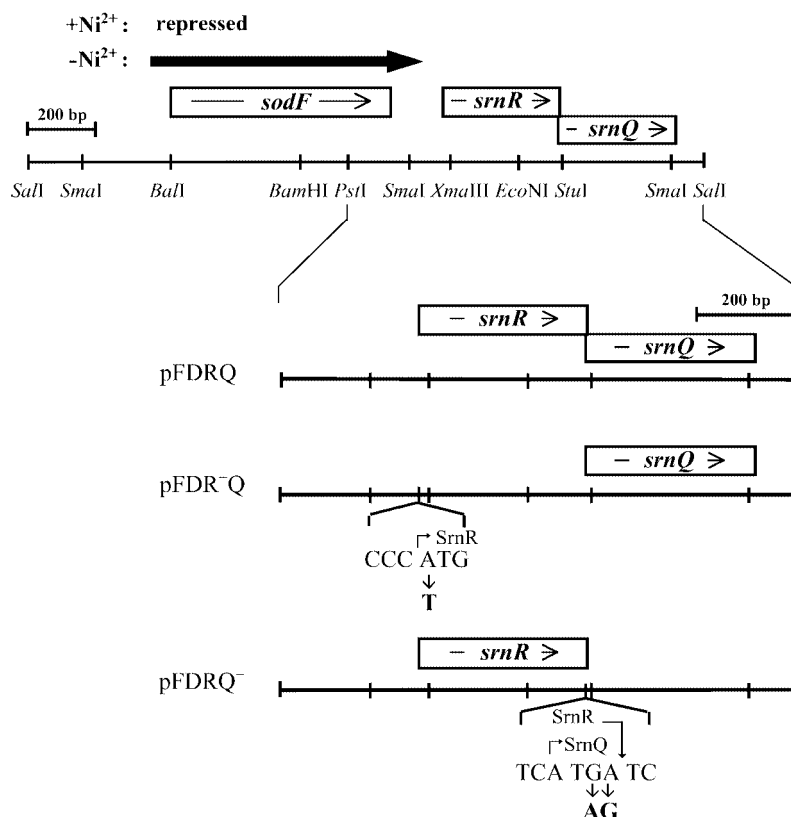 +Ni²⁺: repressed
-Ni²⁺:
200 bp
sodF
srnR
srnQ
SalI SmaI BalI BamHI PstI SmaI XmaIII EcoNI StuI SmaI SalI
200 bp
srnR
srnQ
pFDRQ
srnQ
pFDR⁻Q
SrnR
CCC ATG
T
srnR
pFDRQ⁻
SrnR
SrnQ
TCA TGA TC
AG